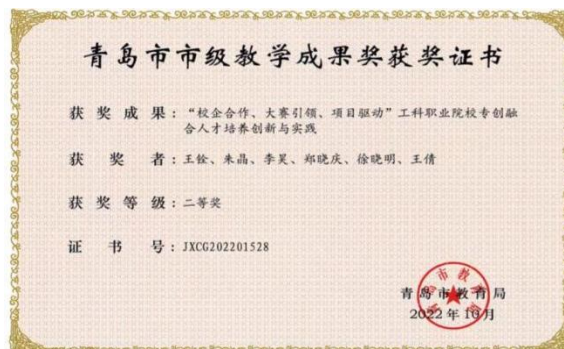 青岛市市级教学成果奖获奖证书
获奖成果：“校企合作、大赛引领、项目驱动”工科职业院校专创融
合人才培养创新与实践
获奖者：王铨、朱晶、李昊、郑晓庆、徐晓明、王倩
获奖等级：二等奖
证书号：JXCG202201528
青岛市教育局
2022年10月